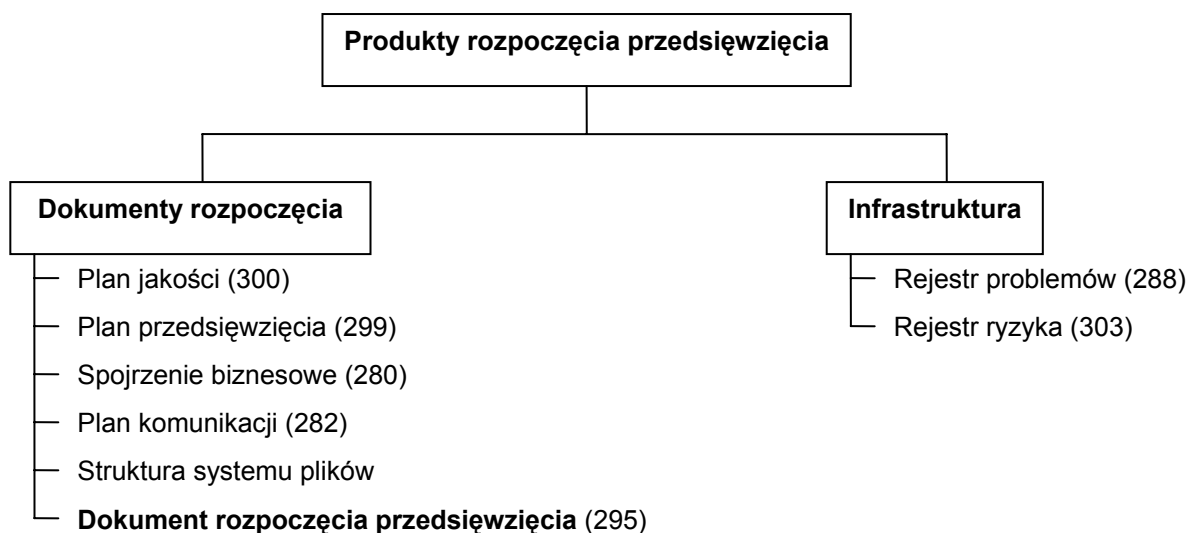 Produkty rozpoczęcia przedsięwzięcia
Dokumenty rozpoczęcia
Plan jakości (300)
Plan przedsięwzięcia (299)
Spojrzenie biznesowe (280)
Plan komunikacji (282)
Struktura systemu plików
Dokument rozpoczęcia przedsięwzięcia (295)
Infrastruktura
Rejestr problemów (288)
Rejestr ryzyka (303)